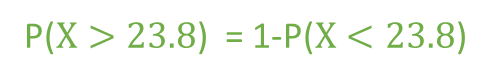 P(X > 23.8) = 1-P(X < 23.8)